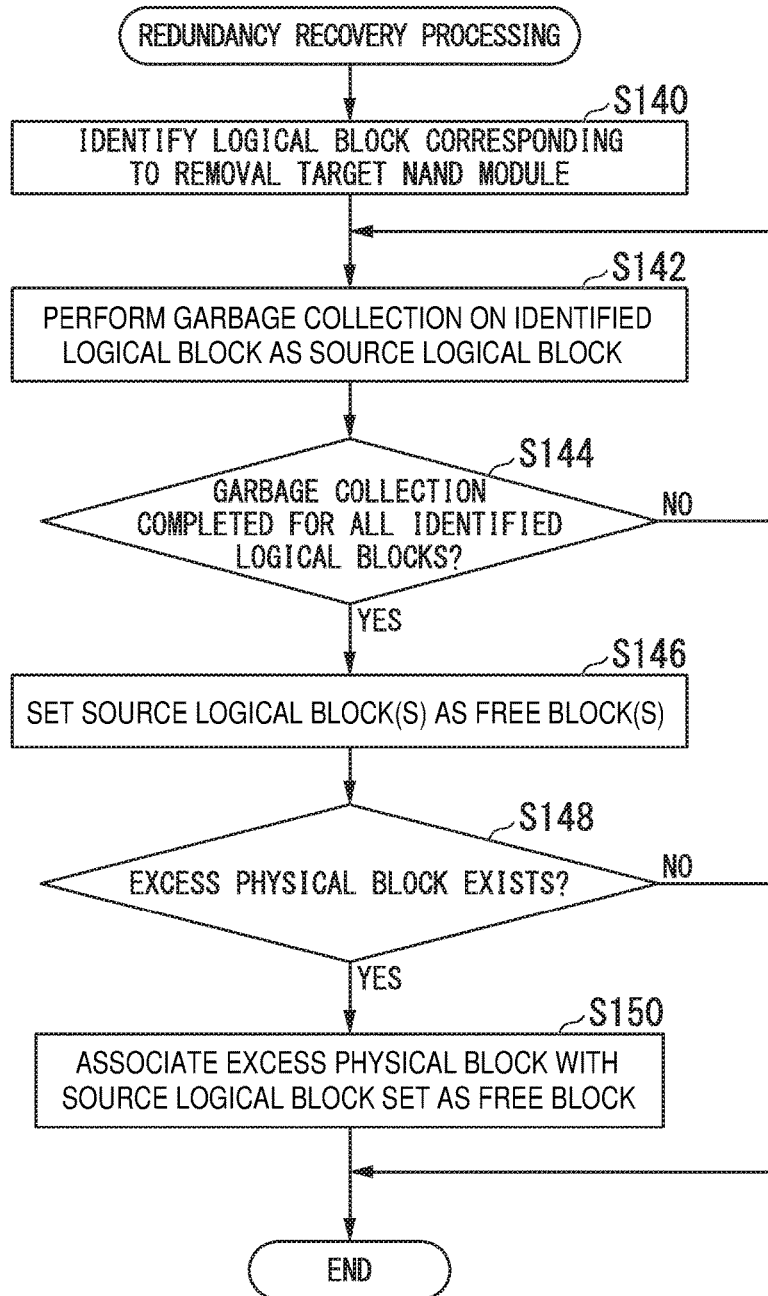 REDUNDANCY RECOVERY PROCESSING
S140
IDENTIFY LOGICAL BLOCK CORRESPONDING
TO REMOVAL TARGET NAND MODULE
S142
PERFORM GARBAGE COLLECTION ON IDENTIFIED
LOGICAL BLOCK AS SOURCE LOGICAL BLOCK
S144
GARBAGE COLLECTION
COMPLETED FOR ALL IDENTIFIED
LOGICAL BLOCKS?
NO
YES
S146
SET SOURCE LOGICAL BLOCK(S) AS FREE BLOCK(S)
S148
EXCESS PHYSICAL BLOCK EXISTS?
NO
YES
S150
ASSOCIATE EXCESS PHYSICAL BLOCK WITH
SOURCE LOGICAL BLOCK SET AS FREE BLOCK
END